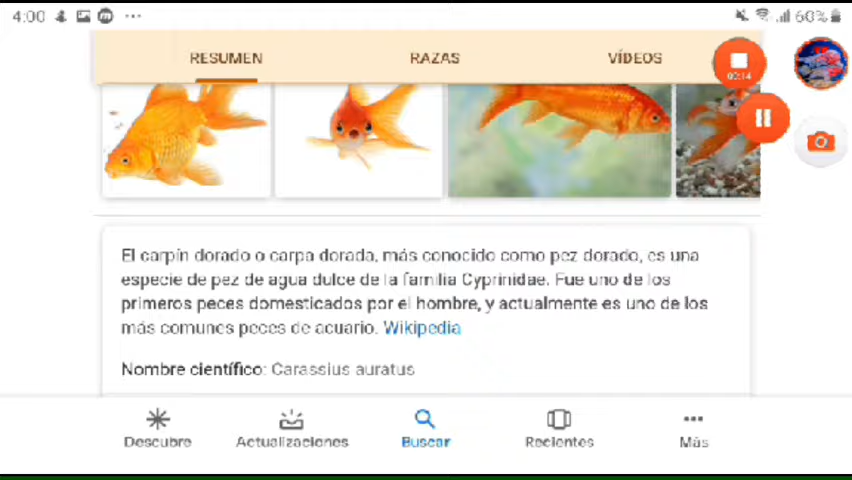 4:00
60%
RESUMEN RAZAS VÍDEOS
00:14
El carpín dorado o carpa dorada, más conocido como pez dorado, es una
especie de pez de agua dulce de la familia Cyprinidae. Fue uno de los
primeros peces domesticados por el hombre, y actualmente es uno de los
más comunes peces de acuario. Wikipedia
Nombre científico: Carassius auratus
Descubre Actualizaciones Buscar Recientes Más